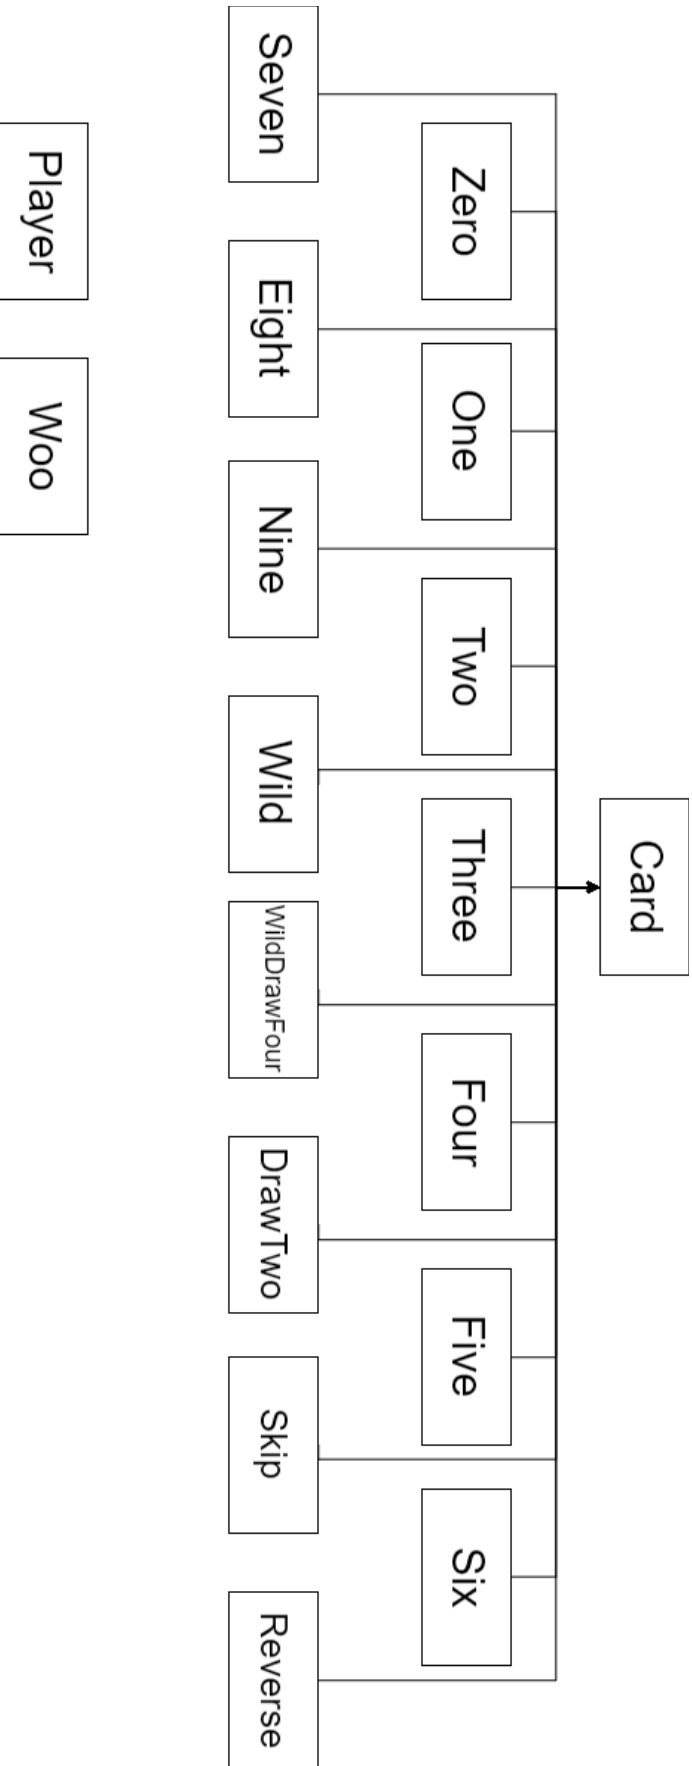 Card
Zero
One
Two
Three
Four
Five
Six
Seven
Eight
Nine
Wild
WildDrawFour
DrawTwo
Skip
Reverse
Player
Woo